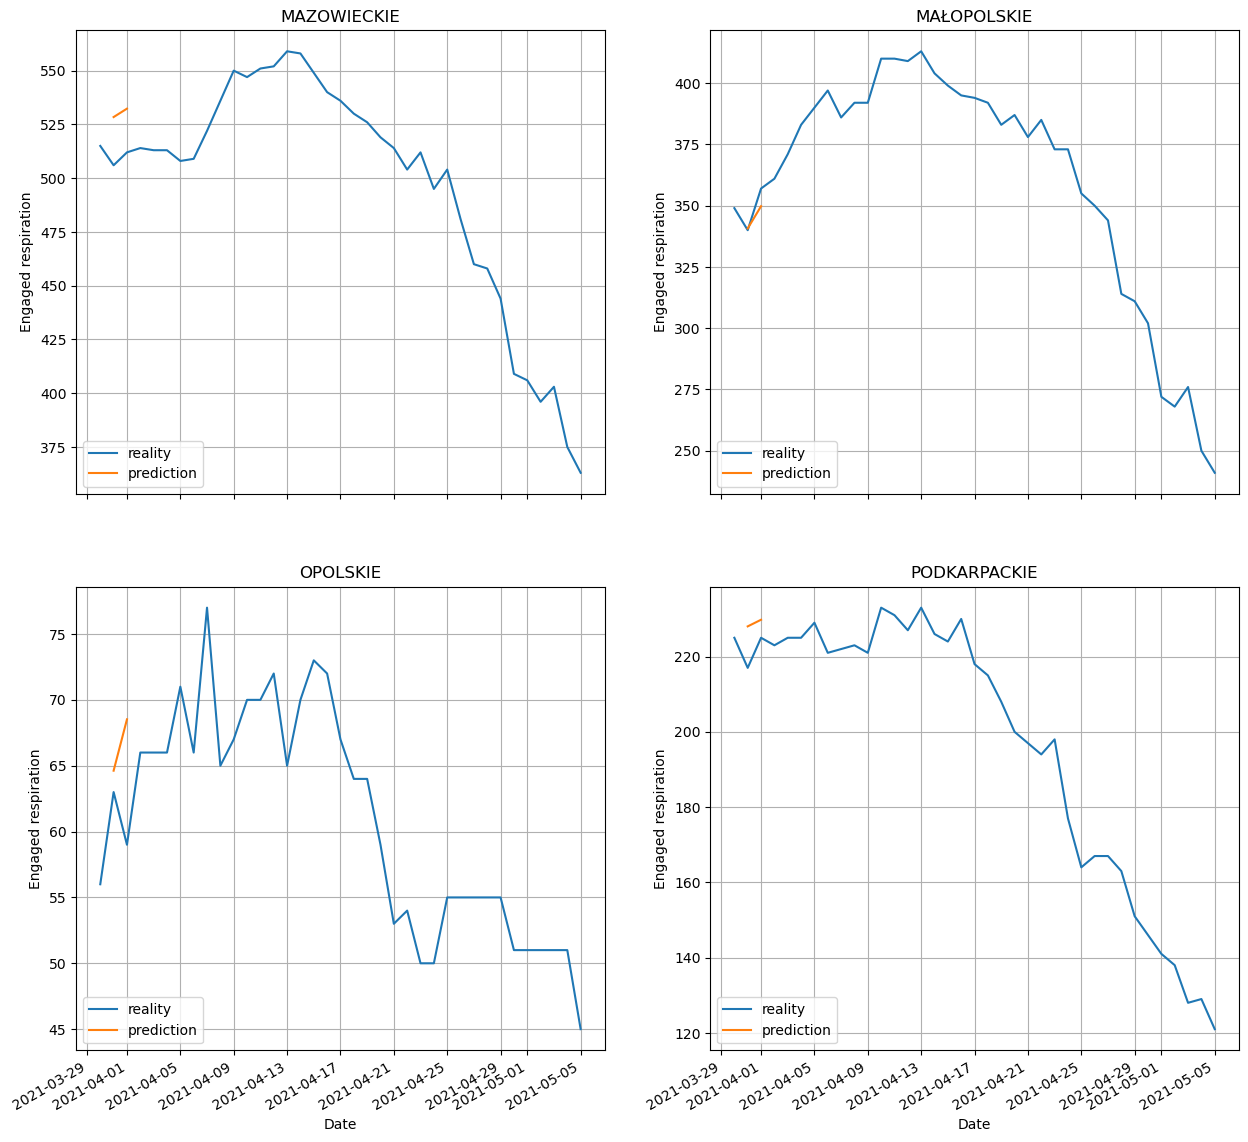 MAZOWIECKIE
550
525
500
475
450
425
400
375
Engaged respiration
reality
prediction
MAŁOPOLSKIE
400
375
350
325
300
275
250
Engaged respiration
reality
prediction
OPOLSKIE
75
70
65
60
55
50
45
Engaged respiration
reality
prediction
2021-03-29
2021-04-01
2021-04-05
2021-04-09
2021-04-13
2021-04-17
2021-04-21
2021-04-25
2021-04-29
2021-05-01
2021-05-05
Date
PODKARPACKIE
220
200
180
160
140
120
Engaged respiration
reality
prediction
2021-03-29
2021-04-01
2021-04-05
2021-04-09
2021-04-13
2021-04-17
2021-04-21
2021-04-25
2021-04-29
2021-05-01
2021-05-05
Date